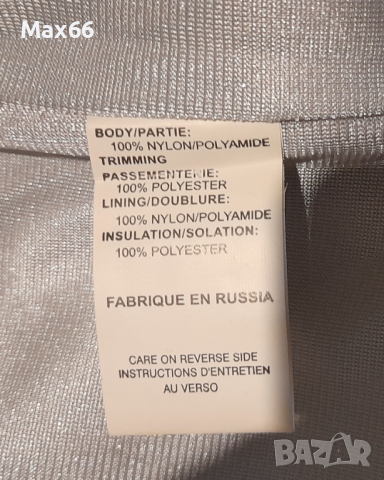 Max66
BODY/PARTIE:
100% NYLON/POLYAMIDE
TRIMMING
PASSEMENTERIE:
100% POLYESTER
LINING/DOUBLURE:
100% NYLON/POLYAMIDE
INSULATION/ISOLATION:
100% POLYESTER
FABRIQUE EN RUSSIA
CARE ON REVERSE SIDE
INSTRUCTIONS D'ENTRETIEN
AU VERSO
BAZAR